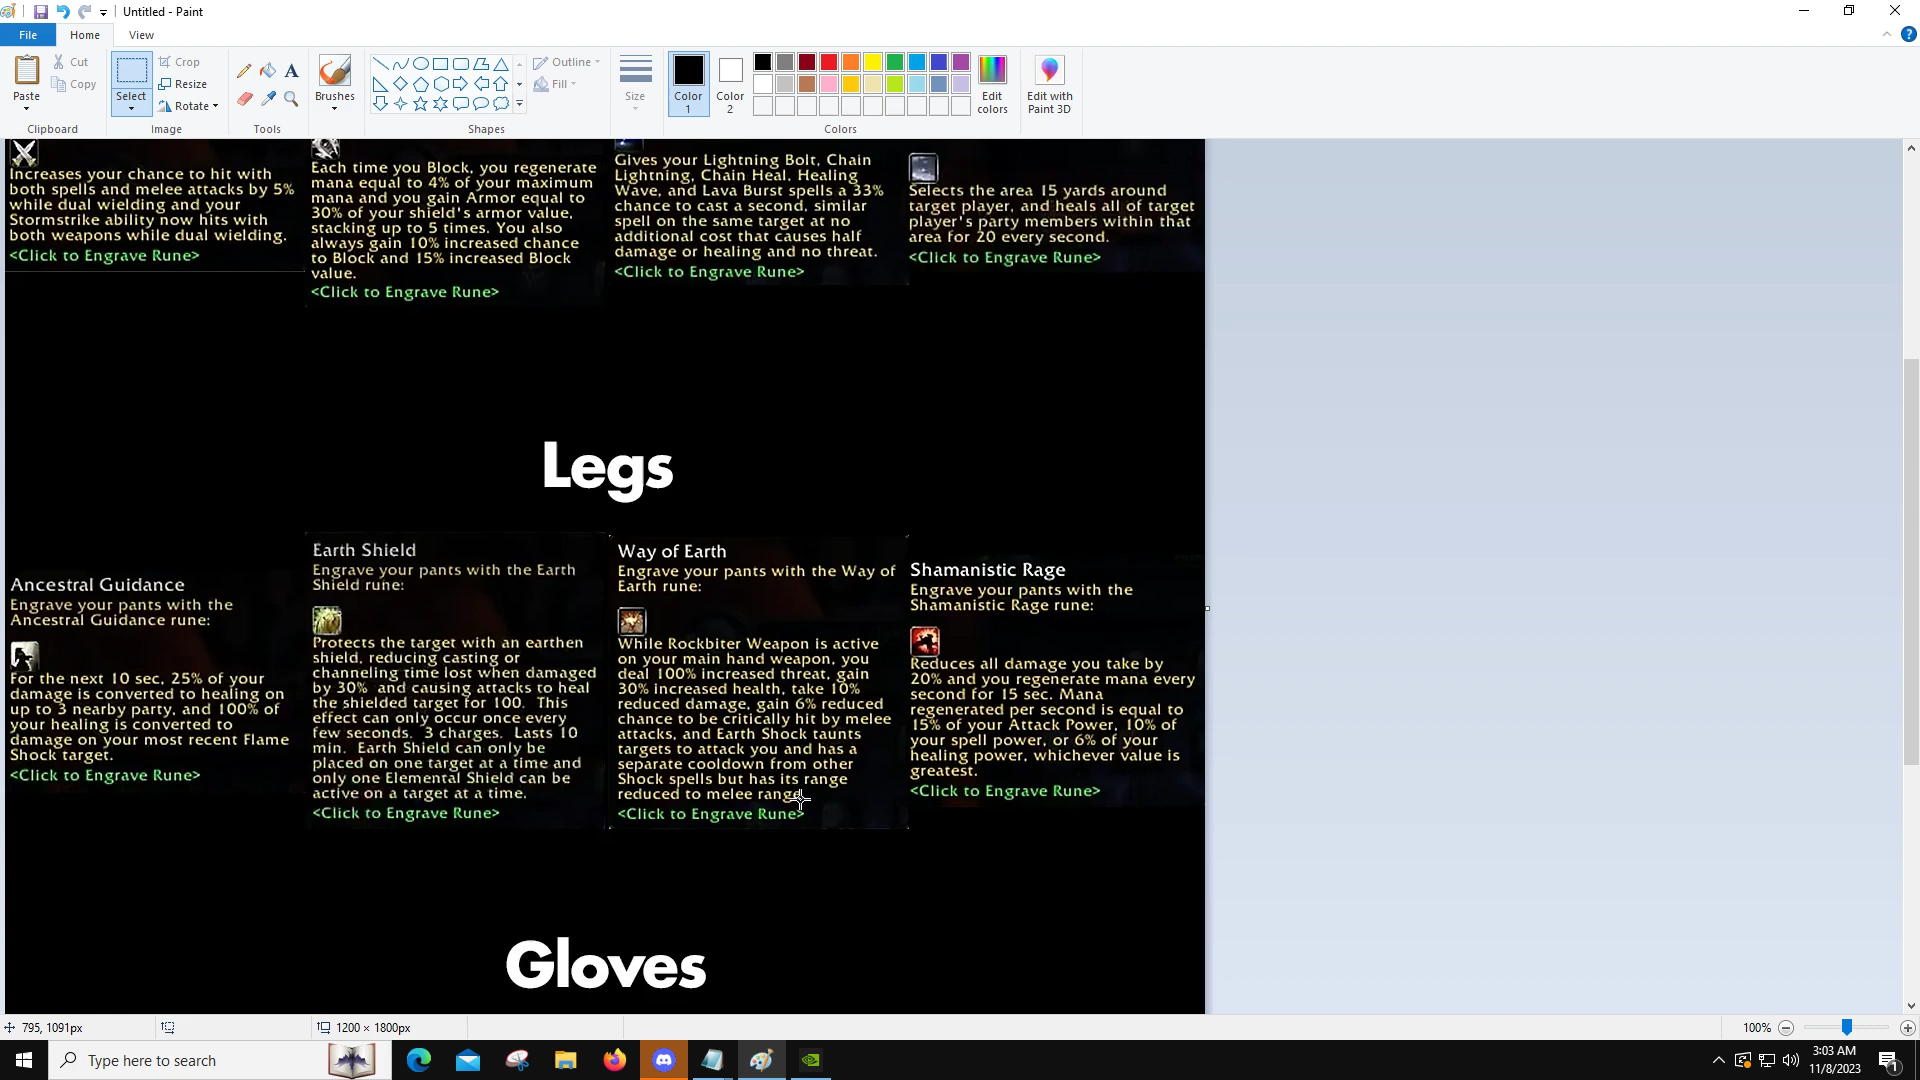 Untitled - Paint
File
Home
View
Paste
Cut
Copy
Clipboard
Select
Crop
Resize
Rotate
Image
A
Tools
Brushes
Outline
Fill
Shapes
Size
Color
1
Color
2
Edit
colors
Edit with
Paint 3D
Colors
Increases your chance to hit with
both spells and melee attacks by 5%
while dual wielding and your
Stormstrike ability now hits with
both weapons while dual wielding.
<Click to Engrave Rune>
Each time you Block, you regenerate
mana equal to 4% of your maximum
mana and you gain Armor equal to
30% of your shield's armor value,
stacking up to 5 times. You also
always gain 10% increased chance
to Block and 15% increased Block
value.
<Click to Engrave Rune>
Gives your Lightning Bolt, Chain
Lightning, Chain Heal, Healing
Wave, and Lava Burst spells a 33%
chance to cast a second, similar
spell on the same target at no
additional cost that causes half
damage or healing and no threat.
<Click to Engrave Rune>
Selects the area 15 yards around
target player, and heals all of target
player's party members within that
area for 20 every second.
<Click to Engrave Rune>
Legs
Ancestral Guidance
Engrave your pants with the
Ancestral Guidance rune:
For the next 10 sec, 25% of your
damage is converted to healing on
up to 3 nearby party, and 100% of
your healing is converted to
damage on your most recent Flame
Shock target.
<Click to Engrave Rune>
Earth Shield
Engrave your pants with the Earth
Shield rune:
Protects the target with an earthen
shield, reducing casting or
channeling time lost when damaged
by 30% and causing attacks to heal
the shielded target for 100. This
effect can only occur once every
few seconds. 3 charges. Lasts 10
min. Earth Shield can only be
placed on one target at a time and
only one Elemental Shield can be
active on a target at a time.
<Click to Engrave Rune>
Way of Earth
Engrave your pants with the Way of
Earth rune:
While Rockbiter Weapon is active
on your main hand weapon, you
deal 100% increased threat, gain
30% increased health, take 10%
reduced damage, gain 6% reduced
chance to be critically hit by melee
attacks, and Earth Shock taunts
targets to attack you and has a
separate cooldown from other
Shock spells but has its range
reduced to melee range
<Click to Engrave Rune>
Shamanistic Rage
Engrave your pants with the
Shamanistic Rage rune:
Reduces all damage you take by
20% and you regenerate mana every
second for 15 sec. Mana
regenerated per second is equal to
15% of your Attack Power, 10% of
your spell power, or 6% of your
healing power, whichever value is
greatest.
<Click to Engrave Rune>
Gloves
795, 1091px
1200 × 1800px
100%
Type here to search
3:03 AM
11/8/2023
1